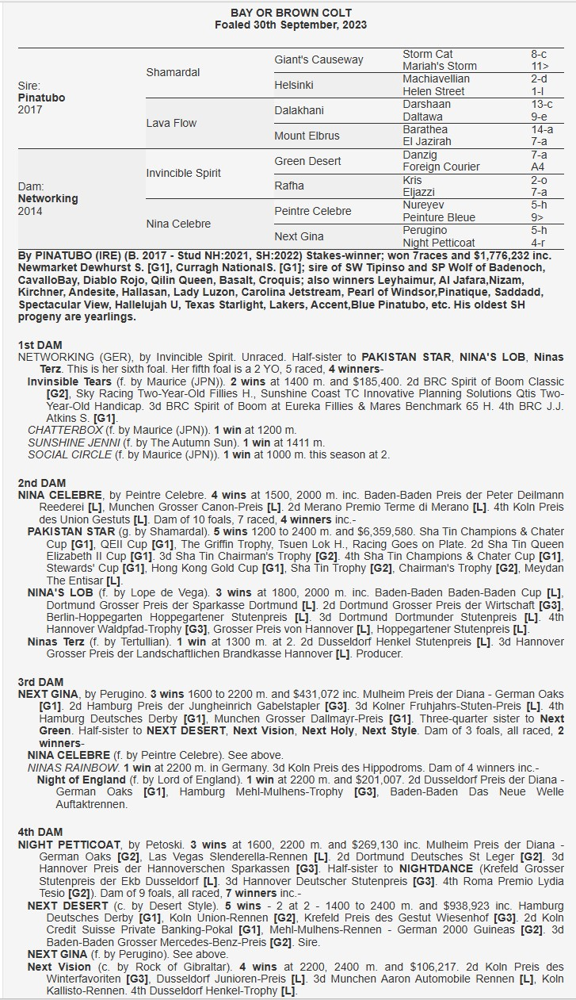 BAY OR BROWN COLT
Foaled 30th September, 2023
Sire:
Pinatubo
2017
Shamardal
Giant's Causeway
Storm Cat 8-c
Mariah's Storm 11>
Helsinki
Machiavellian 2-d
Helen Street 1-l
Lava Flow
Dalakhani
Darshaan 13-c
Daltawa 9-e
Mount Elbrus
Barathea 14-a
El Jazirah 7-a
Dam:
Networking
2014
Invincible Spirit
Green Desert
Danzig 7-a
Foreign Courier A4
Rafha
Kris 2-o
Eljazzi 7-a
Nina Celebre
Peintre Celebre
Nureyev 5-h
Peinture Bleue 9>
Next Gina
Perugino 5-h
Night Petticoat 4-r
By PINATUBO (IRE) (B. 2017 - Stud NH:2021, SH:2022) Stakes-winner; won 7races and $1,776,232 inc.
Newmarket Dewhurst S. [G1], Curragh NationalS. [G1]; sire of SW Tipinso and SP Wolf of Badenoch,
CavalloBay, Diablo Rojo, Qilin Queen, Basalt, Croquis; also winners Leyhaimur, Al Jafara,Nizam,
Kirchner, Andesite, Hallasan, Lady Luzon, Carolina Jetstream, Pearl of Windsor,Pinatique, Saddadd,
Spectacular View, Hallelujah U, Texas Starlight, Lakers, Accent,Blue Pinatubo, etc. His oldest SH
progeny are yearlings.
1st DAM
NETWORKING (GER), by Invincible Spirit. Unraced. Half-sister to PAKISTAN STAR, NINA'S LOB, Ninas
Terz. This is her sixth foal. Her fifth foal is a 2 YO, 5 raced, 4 winners-
Invinsible Tears (f. by Maurice (JPN)). 2 wins at 1400 m. and $185,400. 2d BRC Spirit of Boom Classic
[G2], Sky Racing Two-Year-Old Fillies H., Sunshine Coast TC Innovative Planning Solutions Qtis Two-
Year-Old Handicap. 3d BRC Spirit of Boom at Eureka Fillies & Mares Benchmark 65 H. 4th BRC J.J.
Atkins S. [G1].
CHATTERBOX (f. by Maurice (JPN)). 1 win at 1200 m.
SUNSHINE JENNI (f. by The Autumn Sun). 1 win at 1411 m.
SOCIAL CIRCLE (f. by Maurice (JPN)). 1 win at 1000 m. this season at 2.
2nd DAM
NINA CELEBRE, by Peintre Celebre. 4 wins at 1500, 2000 m. inc. Baden-Baden Preis der Peter Deilmann
Reederei [L], Munchen Grosser Canon-Preis [L]. 2d Merano Premio Terme di Merano [L]. 4th Koln Preis
des Union Gestuts [L]. Dam of 10 foals, 7 raced, 4 winners inc.-
PAKISTAN STAR (g. by Shamardal). 5 wins 1200 to 2400 m. and $6,359,580. Sha Tin Champions & Chater
Cup [G1], QEII Cup [G1], The Griffin Trophy, Tsuen Lok H., Racing Goes on Plate. 2d Sha Tin Queen
Elizabeth II Cup [G1]. 3d Sha Tin Chairman's Trophy [G2]. 4th Sha Tin Champions & Chater Cup [G1],
Stewards' Cup [G1], Hong Kong Gold Cup [G1], Sha Tin Trophy [G2], Chairman's Trophy [G2], Meydan
The Entisar [L].
NINA'S LOB (f. by Lope de Vega). 3 wins at 1800, 2000 m. inc. Baden-Baden Baden-Baden Cup [L],
Dortmund Grosser Preis der Sparkasse Dortmund [L]. 2d Dortmund Grosser Preis der Wirtschaft [G3],
Berlin-Hoppegarten Hoppegartener Stutenpreis [L]. 3d Dortmund Dortmunder Stutenpreis [L]. 4th
Hannover Waldpfad-Trophy [G3], Grosser Preis von Hannover [L], Hoppegartener Stutenpreis [L].
Ninas Terz (f. by Tertullian). 1 win at 1300 m. at 2. 2d Dusseldorf Henkel Stutenpreis [L]. 3d Hannover
Grosser Preis der Landschaftlichen Brandkasse Hannover [L]. Producer.
3rd DAM
NEXT GINA, by Perugino. 3 wins 1600 to 2200 m. and $431,072 inc. Mulheim Preis der Diana - German Oaks
[G1]. 2d Hamburg Preis der Jungheinrich Gabelstapler [G3]. 3d Kolner Fruhjahrs-Stuten-Preis [L]. 4th
Hamburg Deutsches Derby [G1], Munchen Grosser Dallmayr-Preis [G1]. Three-quarter sister to Next
Green. Half-sister to NEXT DESERT, Next Vision, Next Holy, Next Style. Dam of 3 foals, all raced, 2
winners-
NINA CELEBRE (f. by Peintre Celebre). See above.
NINAS RAINBOW. 1 win at 2200 m. in Germany. 3d Koln Preis des Hippodroms. Dam of 4 winners inc.-
Night of England (f. by Lord of England). 1 win at 2200 m. and $201,007. 2d Dusseldorf Preis der Diana -
German Oaks [G1], Hamburg Mehl-Mulhens-Trophy [G3], Baden-Baden Das Neue Welle
Auftaktrennen.
4th DAM
NIGHT PETTICOAT, by Petoski. 3 wins at 1600, 2200 m. and $269,130 inc. Mulheim Preis der Diana -
German Oaks [G2], Las Vegas Slenderella-Rennen [L]. 2d Dortmund Deutsches St Leger [G2]. 3d
Hannover Preis der Hannoverschen Sparkassen [G3]. Half-sister to NIGHTDANCE (Krefeld Grosser
Stutenpreis der Ekb Dusseldorf [L]. 3d Hannover Deutscher Stutenpreis [G3]. 4th Roma Premio Lydia
Tesio [G2]). Dam of 9 foals, all raced, 7 winners inc.-
NEXT DESERT (c. by Desert Style). 5 wins - 2 at 2 - 1400 to 2400 m. and $938,923 inc. Hamburg
Deutsches Derby [G1], Koln Union-Rennen [G2], Krefeld Preis des Gestut Wiesenhof [G3]. 2d Koln
Credit Suisse Private Banking-Pokal [G1], Mehl-Mulhens-Rennen - German 2000 Guineas [G2]. 3d
Baden-Baden Grosser Mercedes-Benz-Preis [G2]. Sire.
NEXT GINA (f. by Perugino). See above.
Next Vision (c. by Rock of Gibraltar). 4 wins at 2200, 2400 m. and $106,217. 2d Koln Preis des
Winterfavoriten [G3], Dusseldorf Junioren-Preis [L]. 3d Munchen Aaron Automobile Rennen [L], Koln
Kallisto-Rennen. 4th Dusseldorf Henkel-Trophy [L].